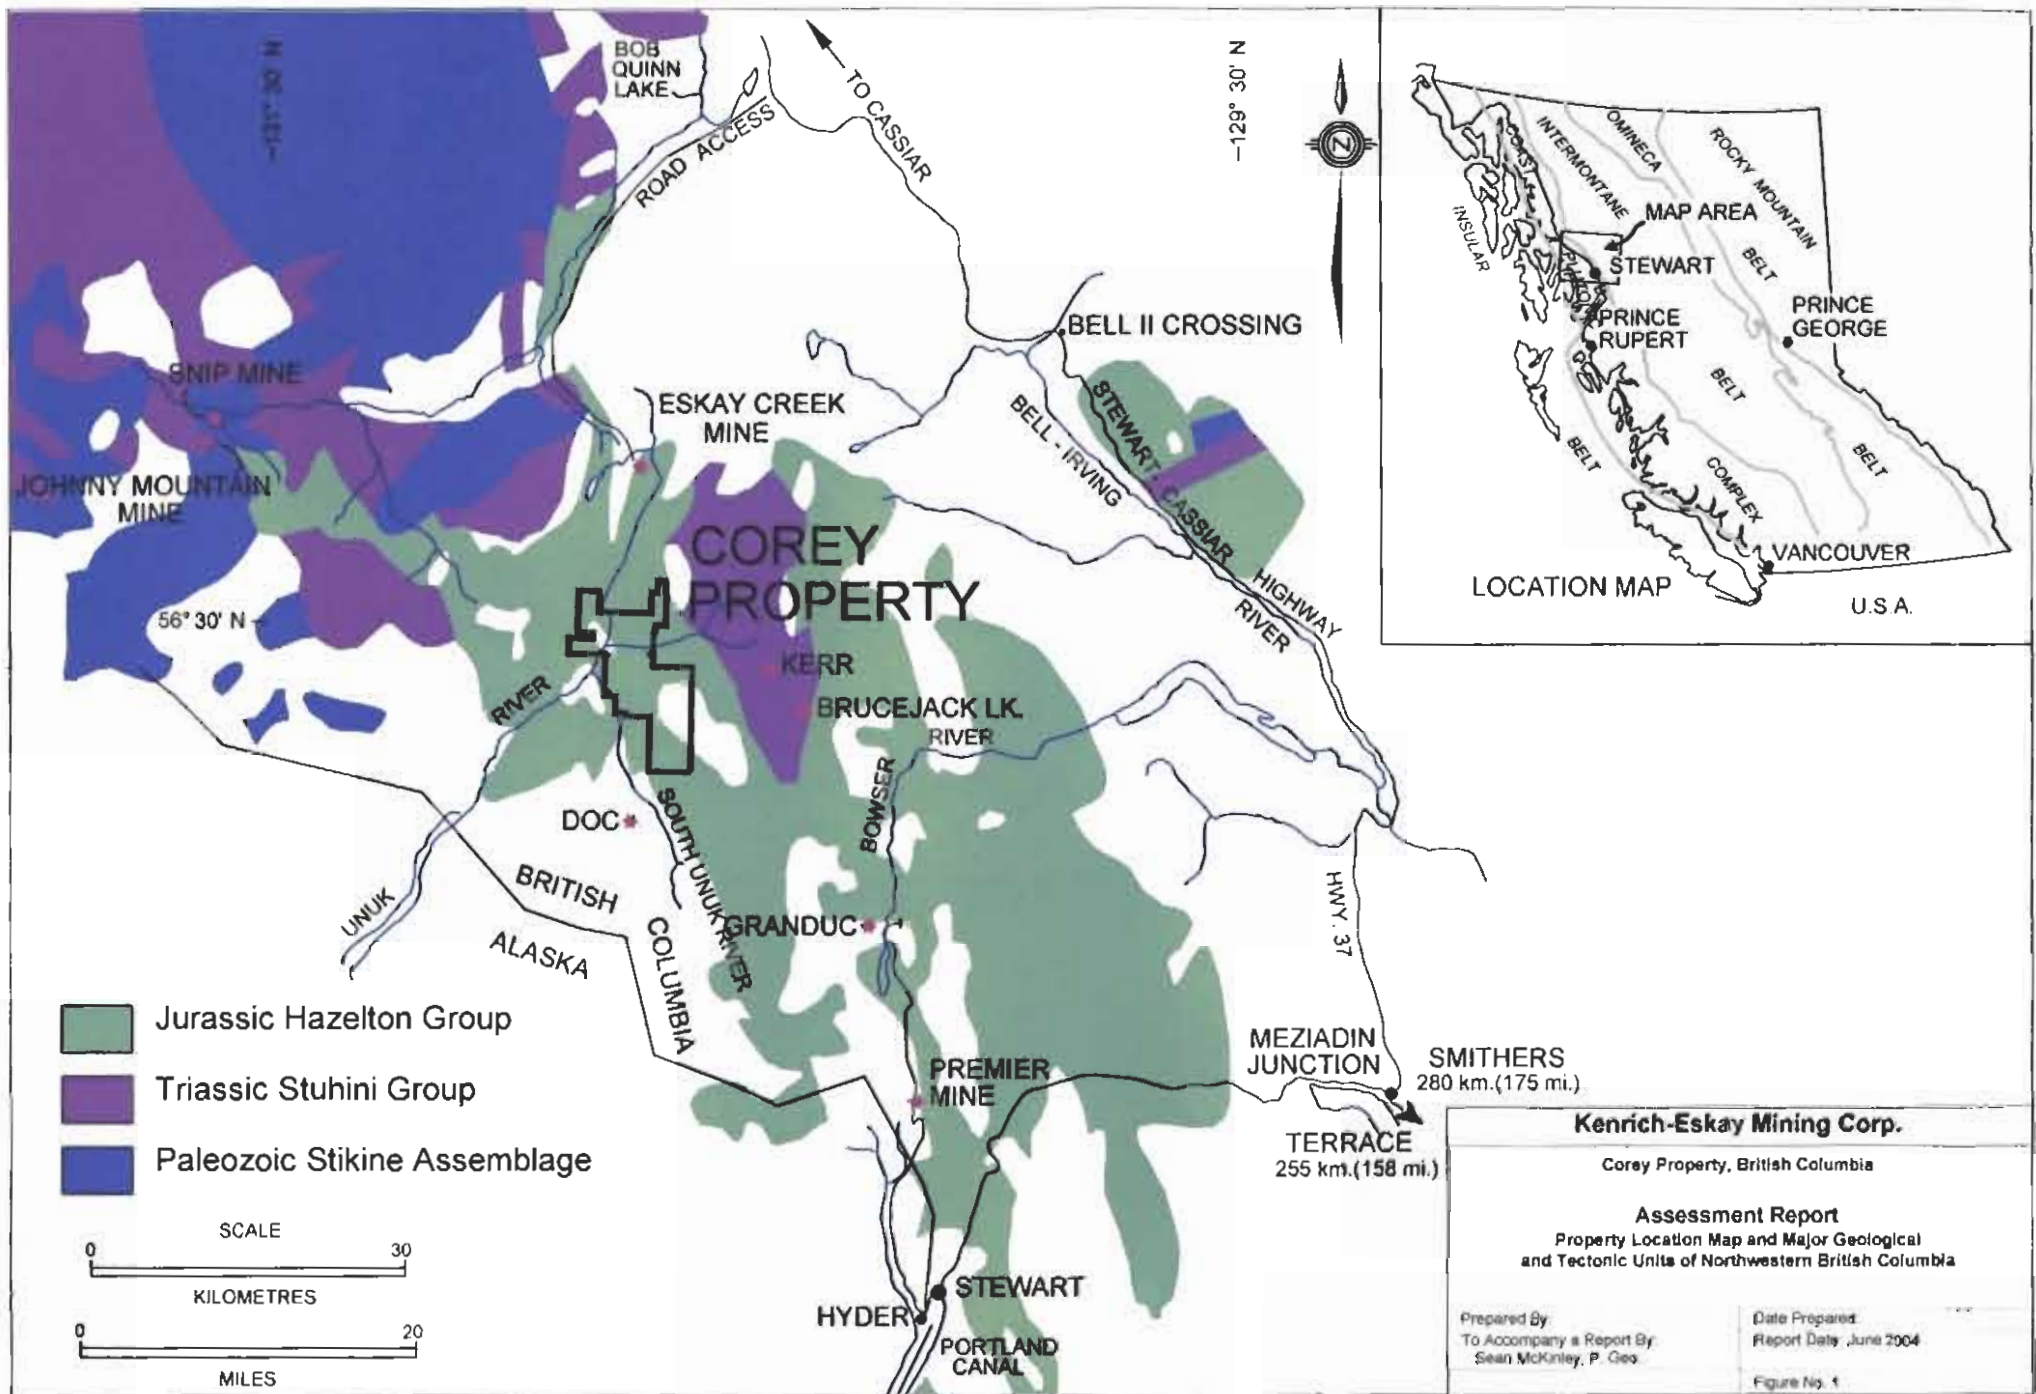 BOB
QUINN
LAKE
-131° 30' N
TO CASSIAR
ROAD ACCESS
-129° 30' N
N
COAST
INTERMONTANE
OMINECA
ROCKY MOUNTAIN
INSULAR
MAP AREA
BELT
STEWART
PRINCE
RUPERT
PRINCE
GEORGE
BELT
BELT
COMPLEX
BELT
VANCOUVER
LOCATION MAP
U.S.A.
SNIP MINE
BELL II CROSSING
ESKAY CREEK
MINE
BELL - IRVING
RIVER
STEWART - CASSIAR
HIGHWAY
JOHNNY MOUNTAIN
MINE
COREY
PROPERTY
56° 30' N
KERR
RIVER
BRUCEJACK LK.
RIVER
BOWSER
DOC
SOUTH UNUK RIVER
UNUK
BRITISH
COLUMBIA
ALASKA
GRANDUC
HWY. 37
MEZIADIN
JUNCTION
SMITHERS
280 km.(175 mi.)
PREMIER
MINE
TERRACE
255 km.(158 mi.)
STEWART
HYDER
PORTLAND
CANAL
Jurassic Hazelton Group
Triassic Stuhini Group
Paleozoic Stikine Assemblage
SCALE
0 30
KILOMETRES
0 20
MILES
Kenrich-Eskay Mining Corp.
Corey Property, British Columbia
Assessment Report
Property Location Map and Major Geological
and Tectonic Units of Northwestern British Columbia
Prepared By:
To Accompany a Report By:
Sean McKinley, P. Geo.
Date Prepared:
Report Date: June 2004
Figure No. 1